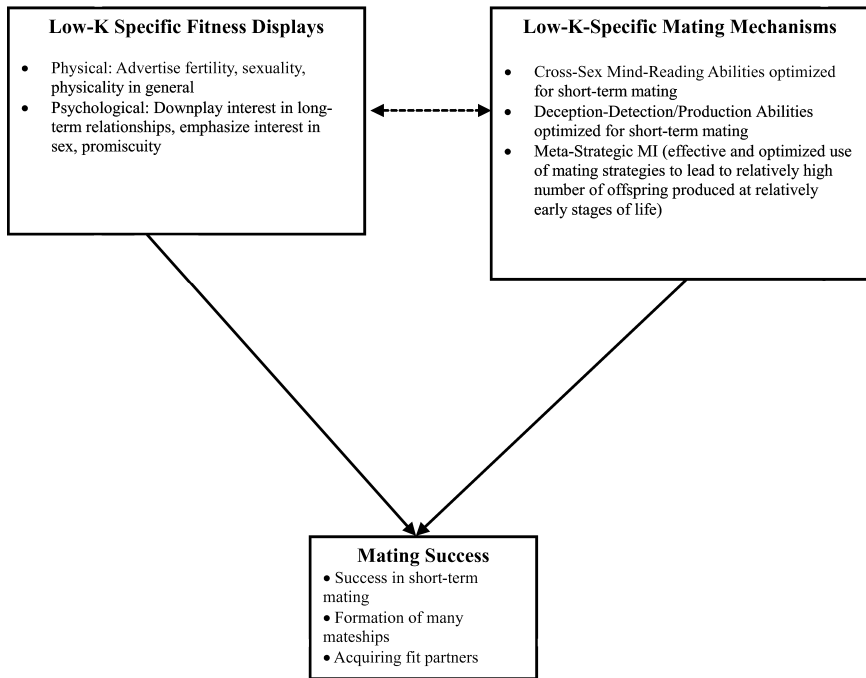 Low-K Specific Fitness Displays
• Physical: Advertise fertility, sexuality,
physicality in general
• Psychological: Downplay interest in long-
term relationships, emphasize interest in
sex, promiscuity
Low-K-Specific Mating Mechanisms
• Cross-Sex Mind-Reading Abilities optimized
for short-term mating
• Deception-Detection/Production Abilities
optimized for short-term mating
• Meta-Strategic MI (effective and optimized use
of mating strategies to lead to relatively high
number of offspring produced at relatively
early stages of life)
Mating Success
• Success in short-term
mating
• Formation of many
mateships
• Acquiring fit partners